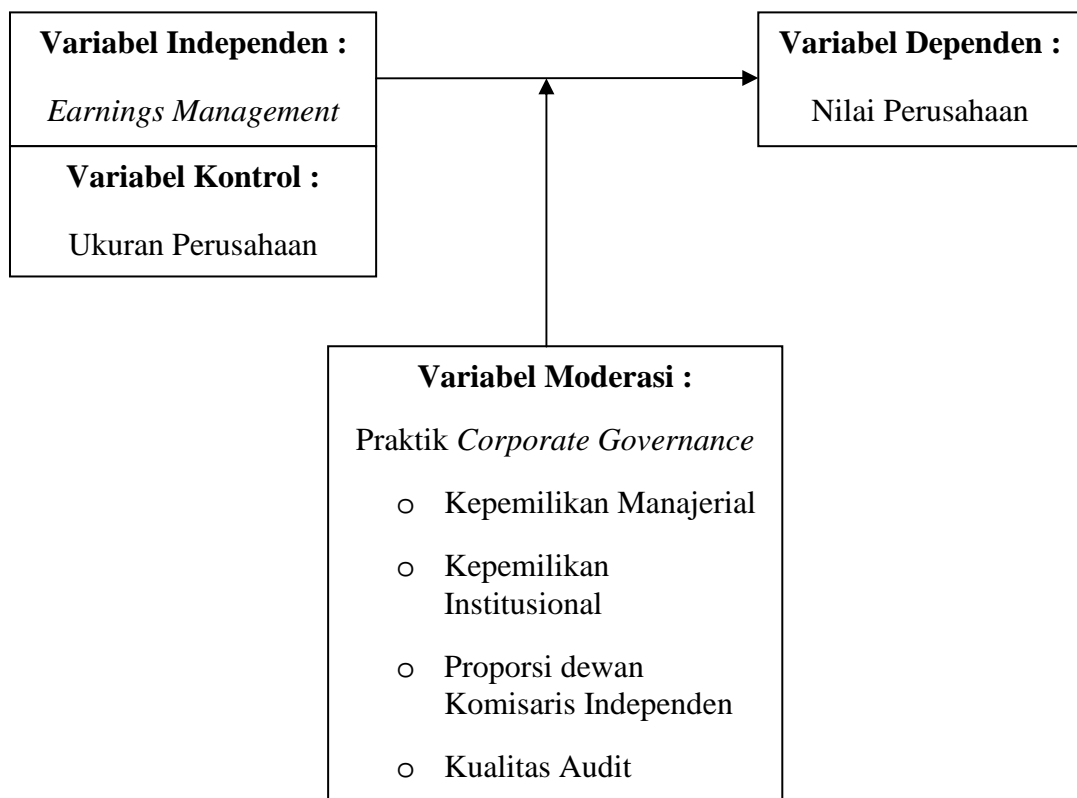 Variabel Independen :
Earnings Management
Variabel Kontrol :
Ukuran Perusahaan
Variabel Dependen :
Nilai Perusahaan
Variabel Moderasi :
Praktik Corporate Governance
o Kepemilikan Manajerial
o Kepemilikan
Institusional
o Proporsi dewan
Komisaris Independen
o Kualitas Audit